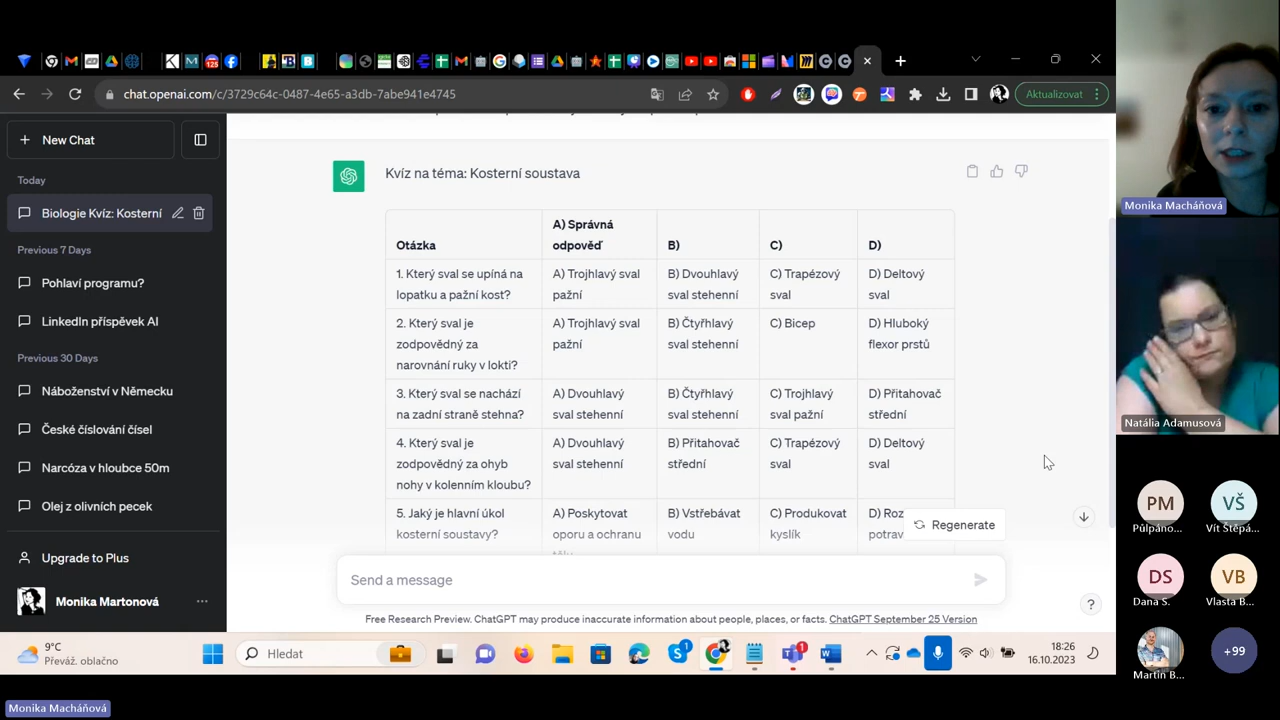 125
chat.openai.com/c/3729c64c-0487-4e65-a3db-7abe941e4745
Aktualizovat
New Chat
Today
Biologie Kvíz: Kosterní
Previous 7 Days
Pohlaví programu?
LinkedIn příspěvek AI
Previous 30 Days
Náboženství v Německu
České číslování čísel
Narcóza v hloubce 50m
Olej z olivních pecek
Upgrade to Plus
Monika Martonová
Kvíz na téma: Kosterní soustava
Otázka
A) Správná
odpověď
B)
C)
D)
1. Který sval se upíná na
lopatku a pažní kost?
A) Trojhlavý sval
pažní
B) Dvouhlavý
sval stehenní
C) Trapézový
sval
D) Deltový
sval
2. Který sval je
zodpovědný za
narovnání ruky v lokti?
A) Trojhlavý sval
pažní
B) Čtyřhlavý
sval stehenní
C) Bicep
D) Hluboký
flexor prstů
3. Který sval se nachází
na zadní straně stehna?
A) Dvouhlavý
sval stehenní
B) Čtyřhlavý
sval stehenní
C) Trojhlavý
sval pažní
D) Přitahovač
střední
4. Který sval je
zodpovědný za ohyb
nohy v kolenním kloubu?
A) Dvouhlavý
sval stehenní
B) Přitahovač
střední
C) Trapézový
sval
D) Deltový
sval
5. Jaký je hlavní úkol
kosterní soustavy?
A) Poskytovat
oporu a ochranu
B) Vstřebávat
vodu
C) Produkovat
kyslík
D) Roz
potrav
Regenerate
Send a message
Free Research Preview. ChatGPT may produce inaccurate information about people, places, or facts. ChatGPT September 25 Version
?
9°C
Převáž. oblačno
Hledat
1
18:26
16.10.2023
Monika Macháňová
Monika Macháňová
Natália Adamusová
PM
Půlpáno...
VŠ
Vít Štěpá...
DS
Dana S.
VB
Vlasta B...
Martin B...
+99